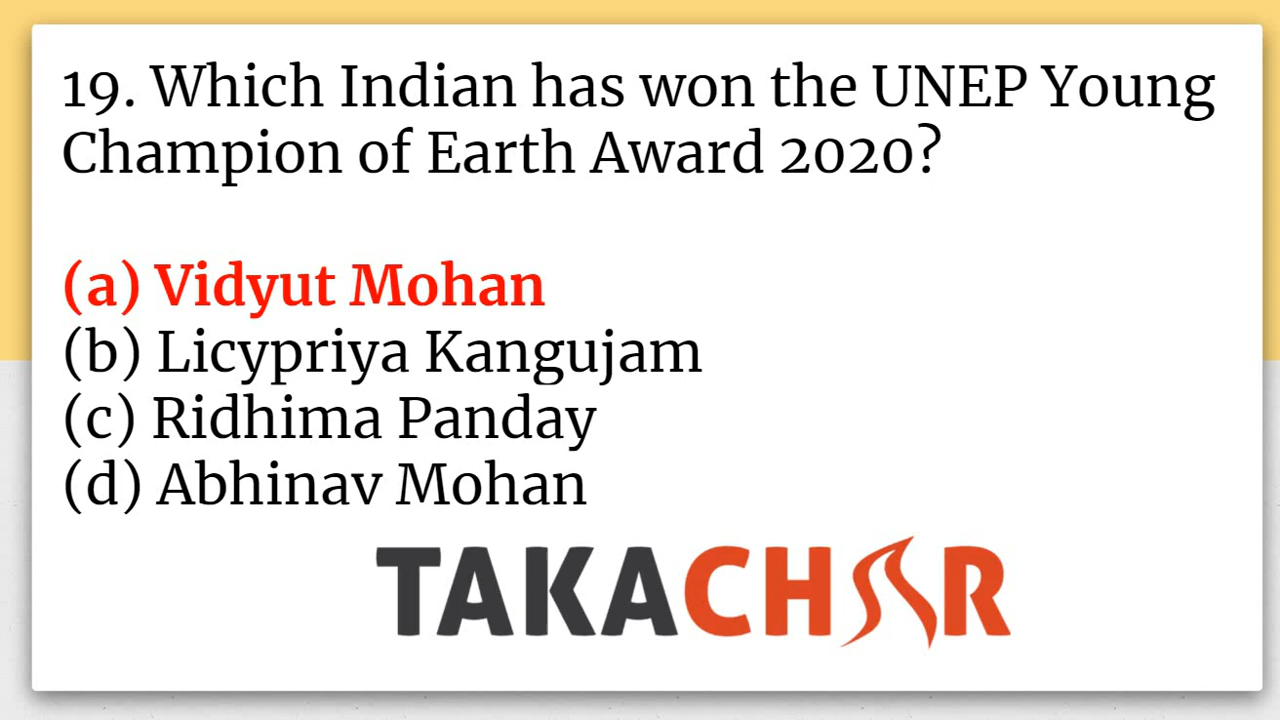 19. Which Indian has won the UNEP Young
Champion of Earth Award 2020?
(a) Vidyut Mohan
(b) Licypriya Kangujam
(c) Ridhima Panday
(d) Abhinav Mohan
TAKACHAR